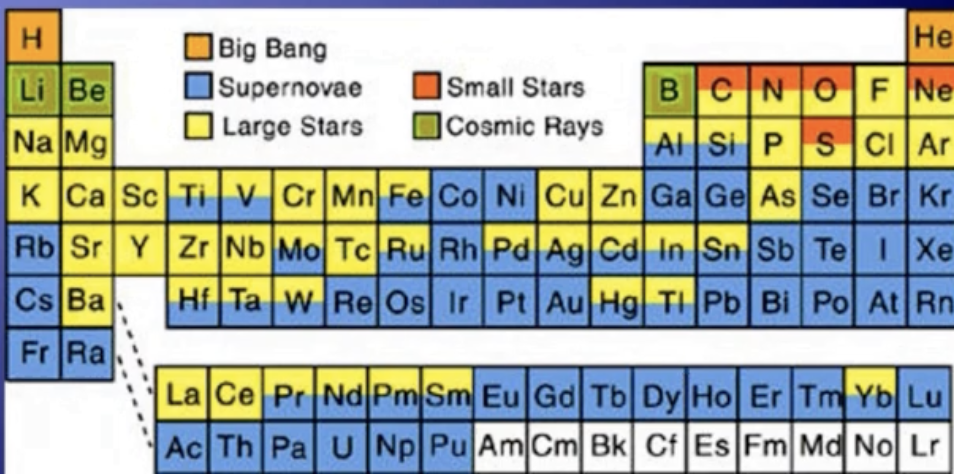 H He
Big Bang
Li Be Supernovae Small Stars B C N O F Ne
Na Mg Large Stars Cosmic Rays Al Si P S Cl Ar
K Ca Sc Ti V Cr Mn Fe Co Ni Cu Zn Ga Ge As Se Br Kr
Rb Sr Y Zr Nb Mo Tc Ru Rh Pd Ag Cd In Sn Sb Te I Xe
Cs Ba Hf Ta W Re Os Ir Pt Au Hg Tl Pb Bi Po At Rn
Fr Ra
La Ce Pr Nd Pm Sm Eu Gd Tb Dy Ho Er Tm Yb Lu
Ac Th Pa U Np Pu Am Cm Bk Cf Es Fm Md No Lr